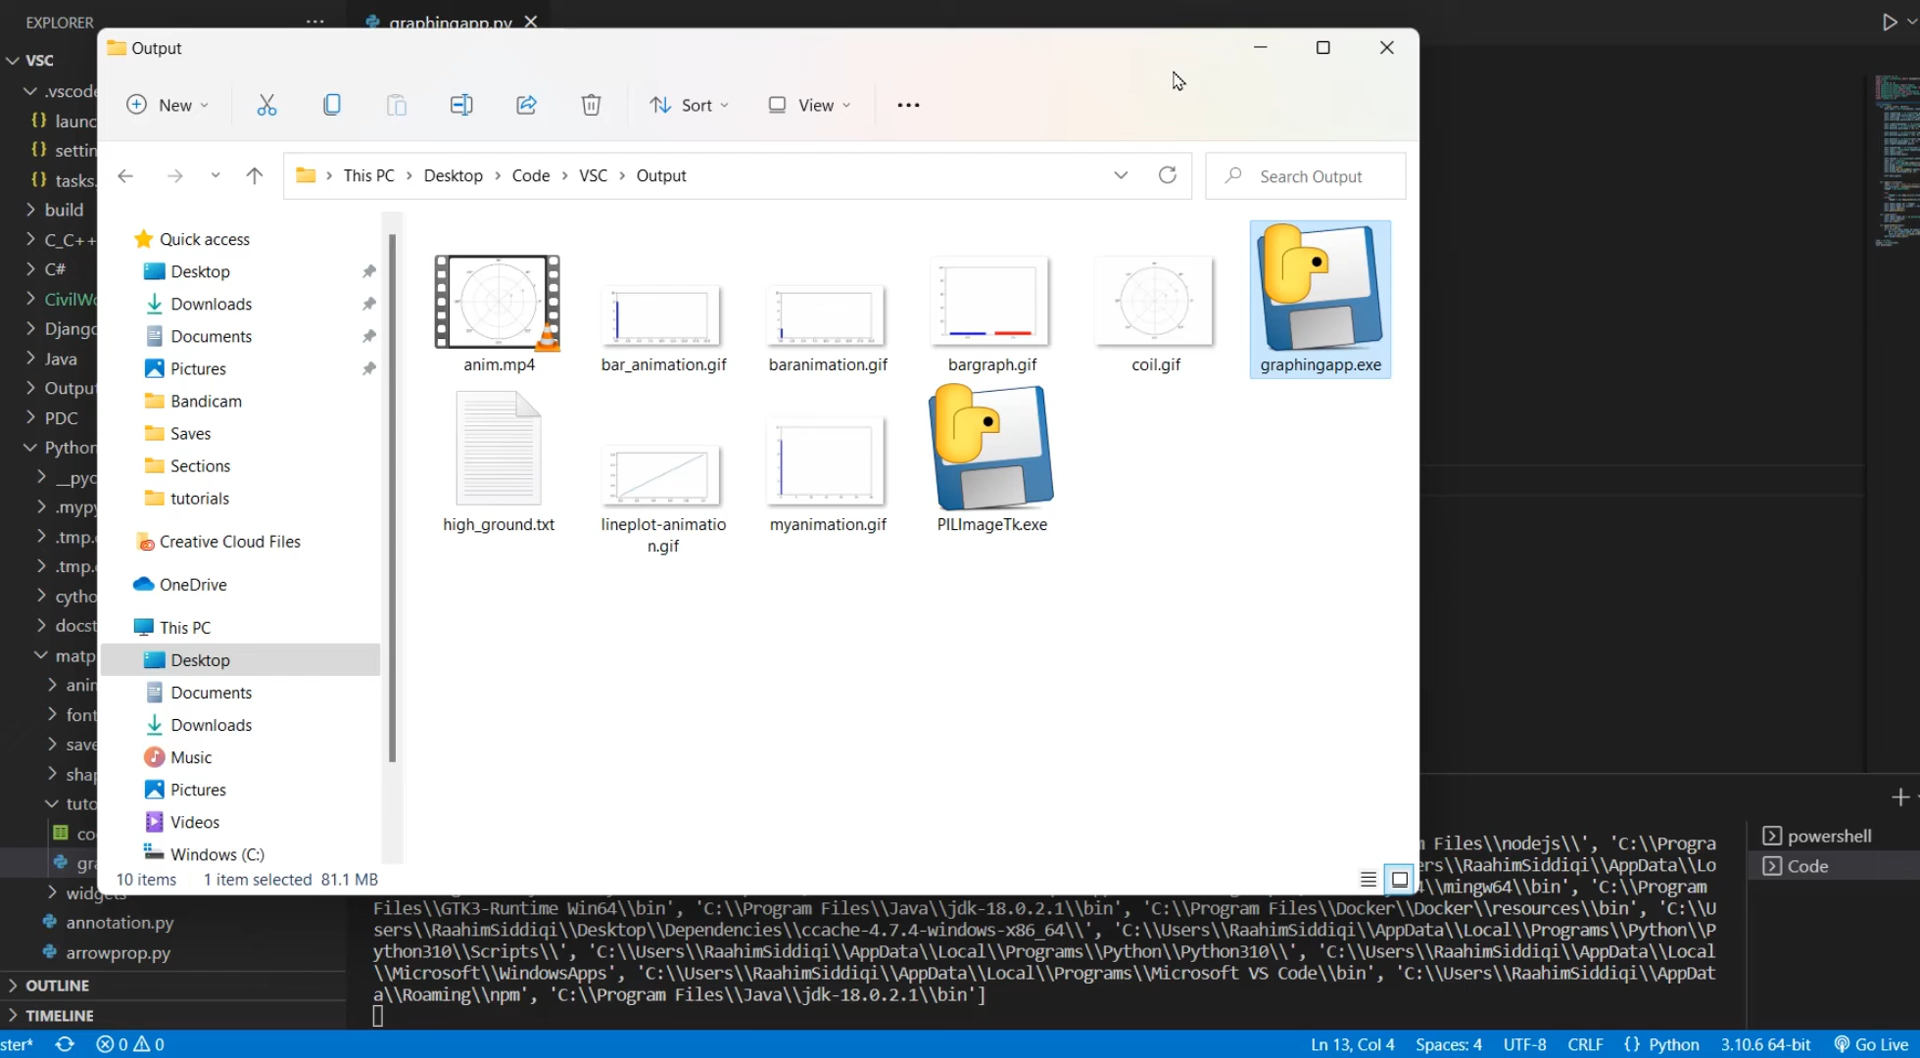 EXPLORER
graphingapp.py
VSC
.vscode
launc
settin
tasks.
build
C_C++
C#
CivilWo
Django
Java
Output
PDC
Python
__pyc
.mypy
.tmp.
.tmp.
cytho
docst
matp
anim
font
save
shap
tuto
co
gra
widgets
annotation.py
arrowprop.py
OUTLINE
TIMELINE
Output
New
Sort
View
This PC > Desktop > Code > VSC > Output
Search Output
Quick access
Desktop
Downloads
Documents
Pictures
Bandicam
Saves
Sections
tutorials
Creative Cloud Files
OneDrive
This PC
Desktop
Documents
Downloads
Music
Pictures
Videos
Windows (C:)
anim.mp4
bar_animation.gif
baranimation.gif
bargraph.gif
coil.gif
graphingapp.exe
high_ground.txt
lineplot-animatio
n.gif
myanimation.gif
PILImageTk.exe
10 items 1 item selected 81.1 MB
Files\\nodejs\\', 'C:\\Progra
ers\\RaahimSiddiqi\\AppData\\Lo
\\mingw64\\bin', 'C:\\Program
Files\\GTK3-Runtime Win64\\bin', 'C:\\Program Files\\Java\\jdk-18.0.2.1\\bin', 'C:\\Program Files\\Docker\\Docker\\resources\\bin', 'C:\\U
sers\\RaahimSiddiqi\\Desktop\\Dependencies\\ccache-4.7.4-windows-x86_64\\', 'C:\\Users\\RaahimSiddiqi\\AppData\\Local\\Programs\\Python\\P
ython310\\Scripts\\', 'C:\\Users\\RaahimSiddiqi\\AppData\\Local\\Programs\\Python\\Python310\\', 'C:\\Users\\RaahimSiddiqi\\AppData\\Local
\\Microsoft\\WindowsApps', 'C:\\Users\\RaahimSiddiqi\\AppData\\Local\\Programs\\Microsoft VS Code\\bin', 'C:\\Users\\RaahimSiddiqi\\AppDat
a\\Roaming\\npm', 'C:\\Program Files\\Java\\jdk-18.0.2.1\\bin']
powershell
Code
ster* 0 0
Ln 13, Col 4 Spaces: 4 UTF-8 CRLF {} Python 3.10.6 64-bit Go Live